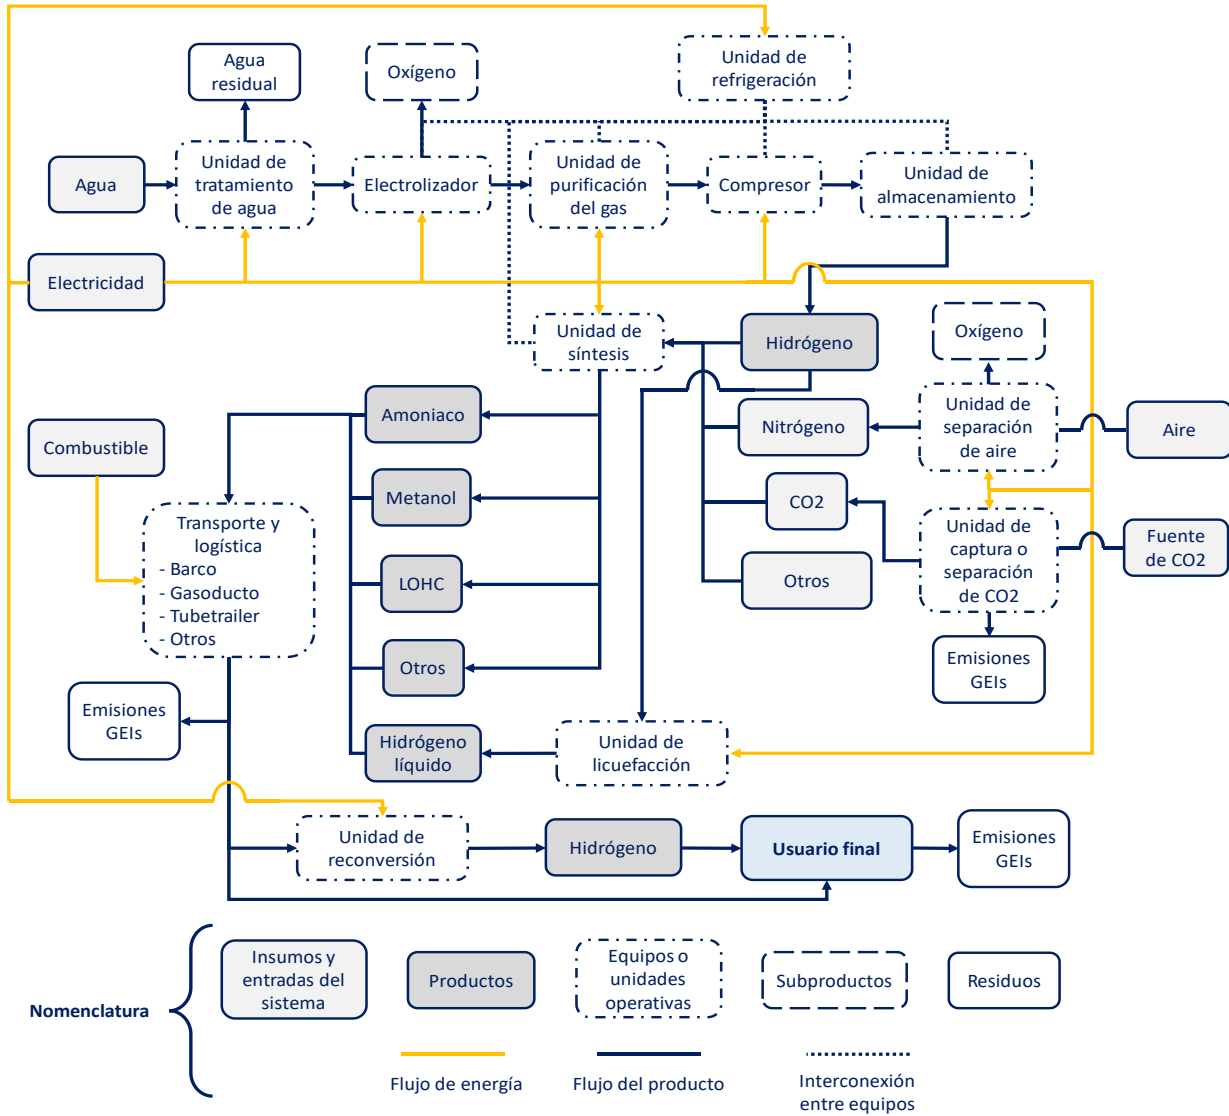 Unidad de
refrigeración
Agua
residual
Oxígeno
Agua
Unidad de
tratamiento
de agua
Electrolizador
Unidad de
purificación
del gas
Compresor
Unidad de
almacenamiento
Electricidad
Unidad de
síntesis
Hidrógeno
Oxígeno
Amoniaco
Nitrógeno
Unidad de
separación
de aire
Aire
Combustible
Metanol
CO2
Unidad de
captura o
separación
de CO2
Fuente
de CO2
Transporte y
logística
- Barco
- Gasoducto
- Tubetrailer
- Otros
LOHC
Otros
Otros
Emisiones
GEIs
Emisiones
GEIs
Hidrógeno
líquido
Unidad de
licuefacción
Unidad de
reconversión
Hidrógeno
Usuario final
Emisiones
GEIs
Nomenclatura
Insumos y
entradas del
sistema
Productos
Equipos o
unidades
operativas
Subproductos
Residuos
Flujo de energía
Flujo del producto
Interconexión
entre equipos